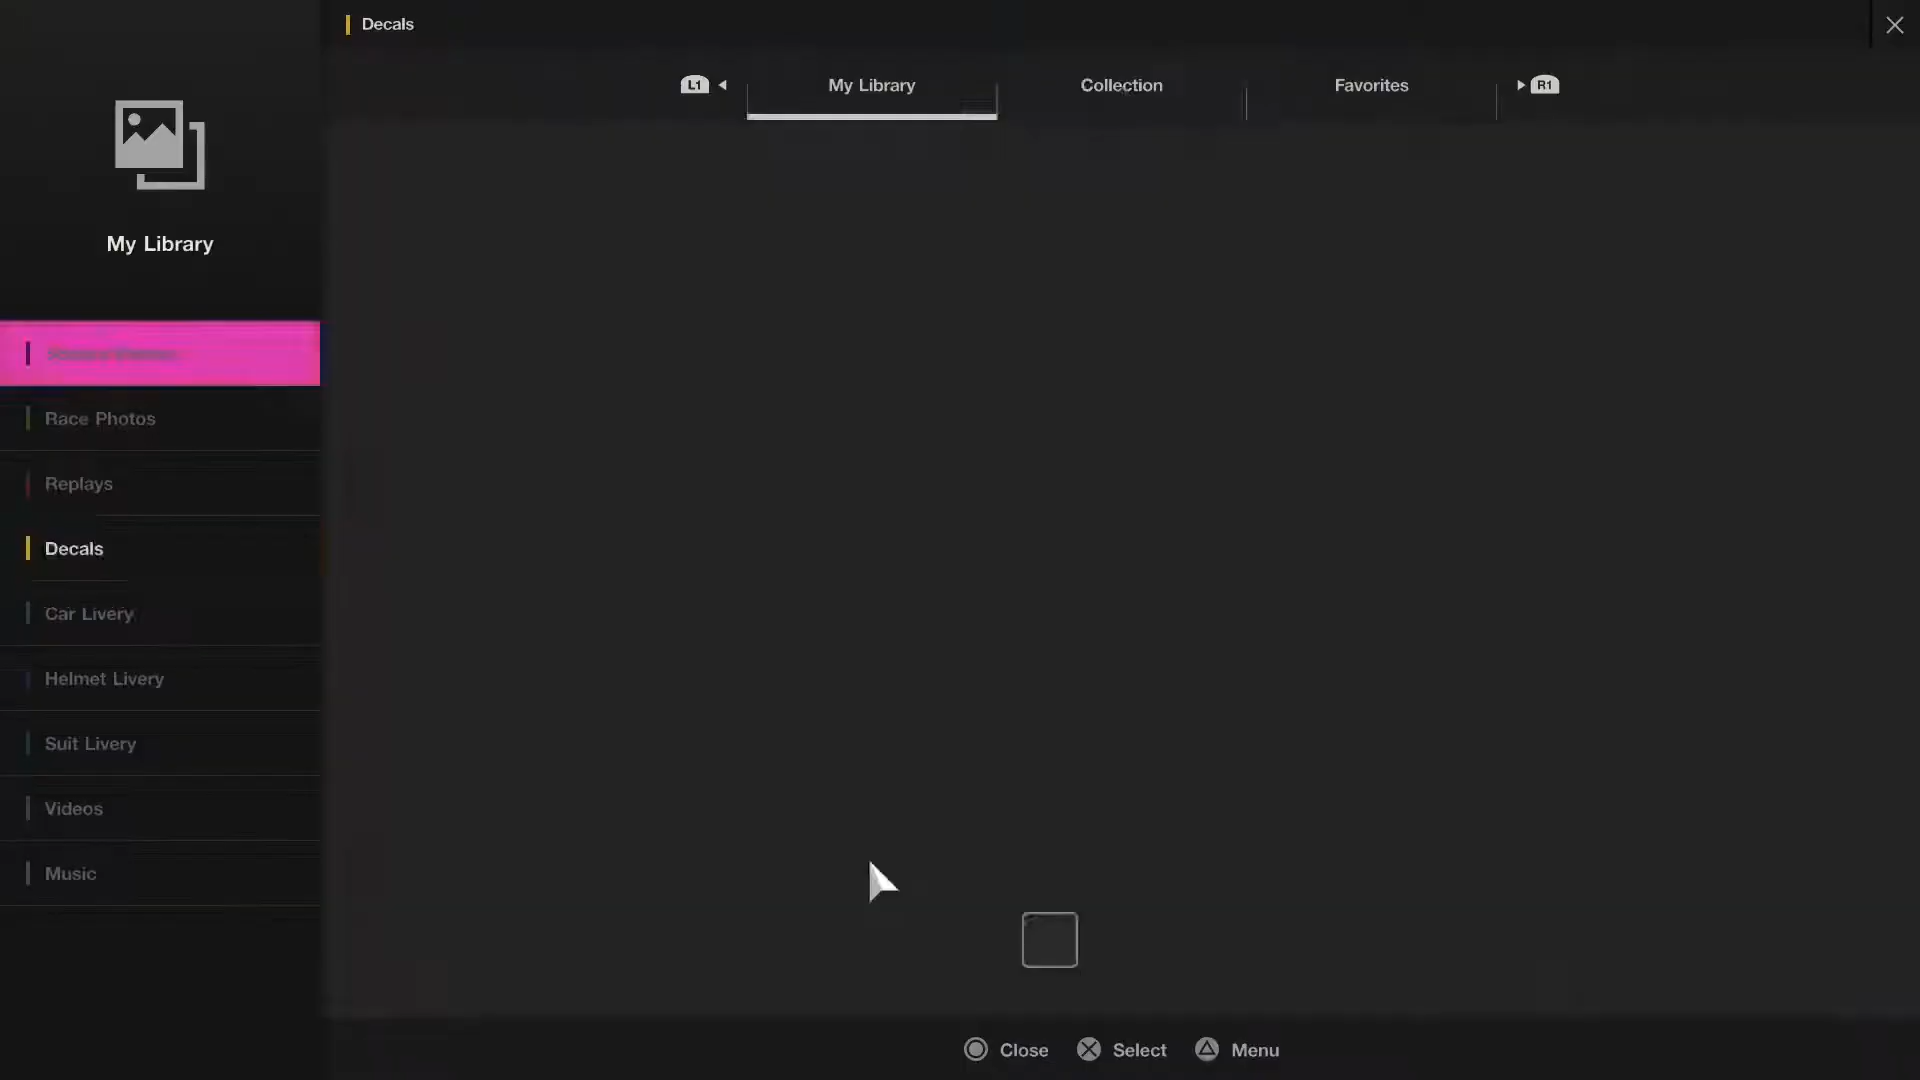 Decals
L1
My Library
Collection
Favorites
R1
My Library
Race Photos
Replays
Decals
Car Livery
Helmet Livery
Suit Livery
Videos
Music
Close
Select
Menu